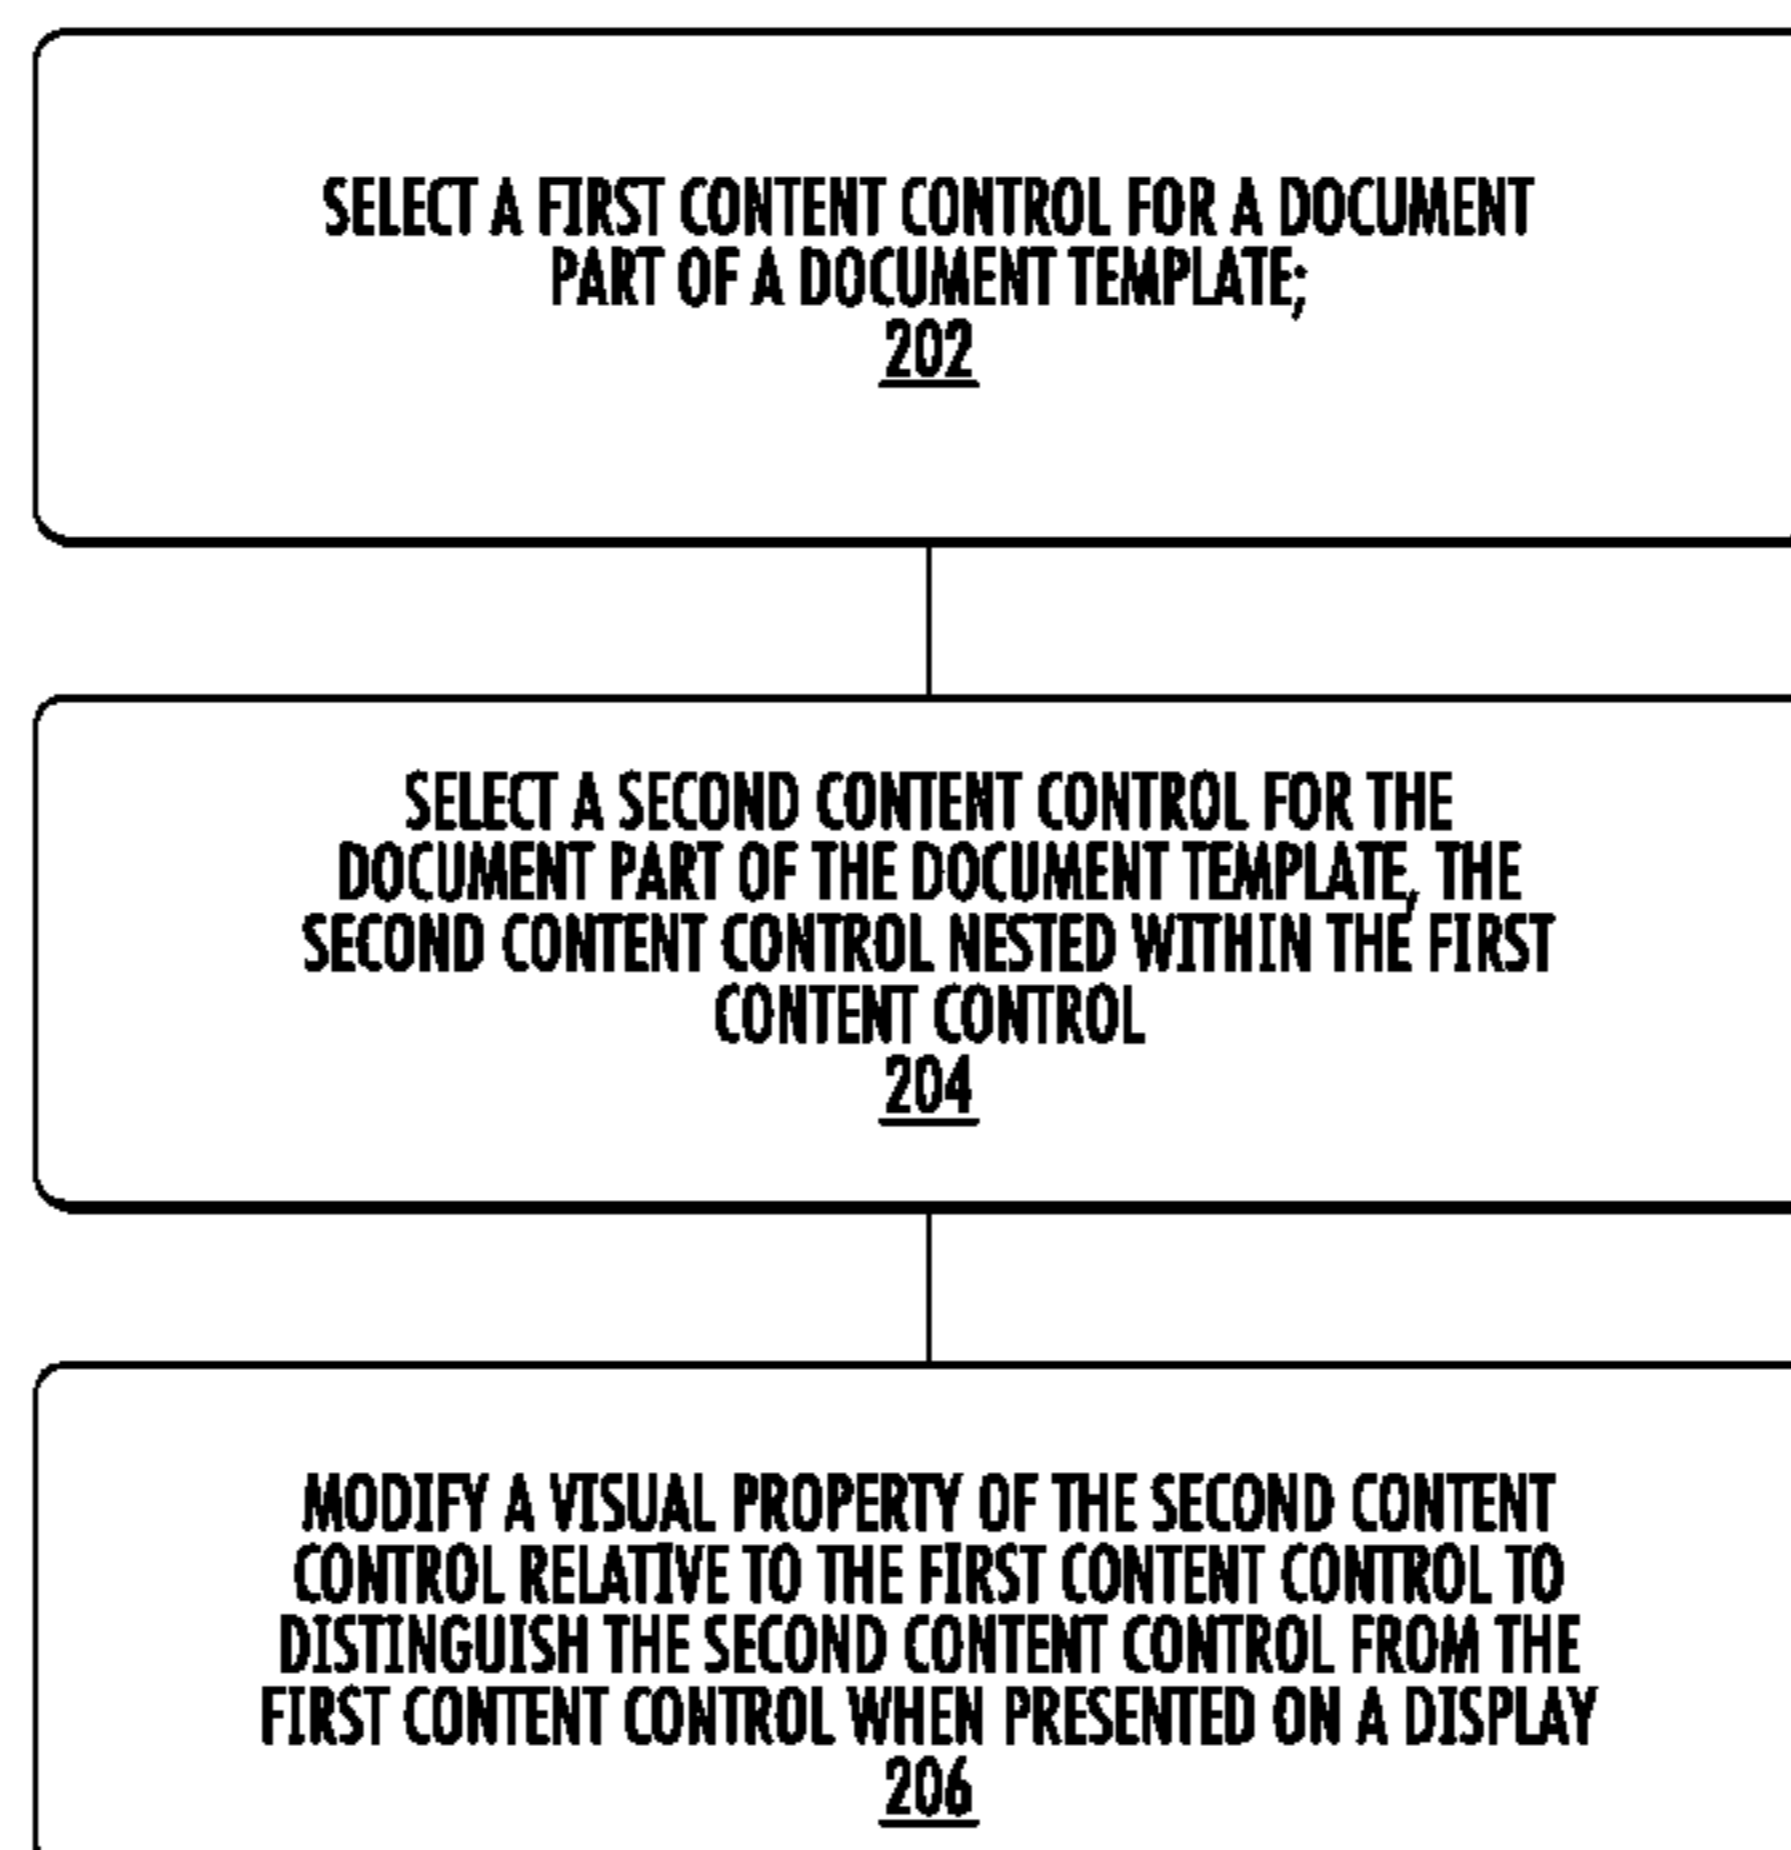 SELECT A FIRST CONTENT CONTROL FOR A DOCUMENT
PART OF A DOCUMENT TEMPLATE;
202
SELECT A SECOND CONTENT CONTROL FOR THE
DOCUMENT PART OF THE DOCUMENT TEMPLATE, THE
SECOND CONTENT CONTROL NESTED WITHIN THE FIRST
CONTENT CONTROL
204
MODIFY A VISUAL PROPERTY OF THE SECOND CONTENT
CONTROL RELATIVE TO THE FIRST CONTENT CONTROL TO
DISTINGUISH THE SECOND CONTENT CONTROL FROM THE
FIRST CONTENT CONTROL WHEN PRESENTED ON A DISPLAY
206